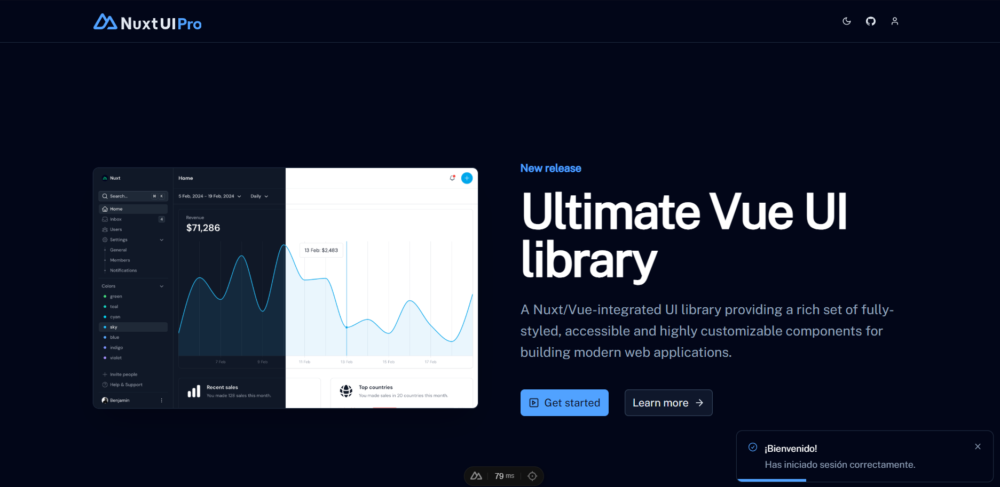 Nuxt UI Pro
Nuxt
Search...
⌘ K
Home
Inbox
4
Users
Settings
General
Members
Notifications
Colors
green
teal
cyan
sky
blue
indigo
violet
Invite people
Help & Support
Benjamin
Home
5 Feb, 2024 - 19 Feb, 2024
Daily
Revenue
$71,286
13 Feb: $2,483
7 Feb
9 Feb
11 Feb
13 Feb
15 Feb
17 Feb
Recent sales
You made 128 sales this month.
Top countries
You made sales in 20 countries this month.
New release
Ultimate Vue UI
library
A Nuxt/Vue-integrated UI library providing a rich set of fully-
styled, accessible and highly customizable components for
building modern web applications.
Get started
Learn more
¡Bienvenido!
Has iniciado sesión correctamente.
79 ms